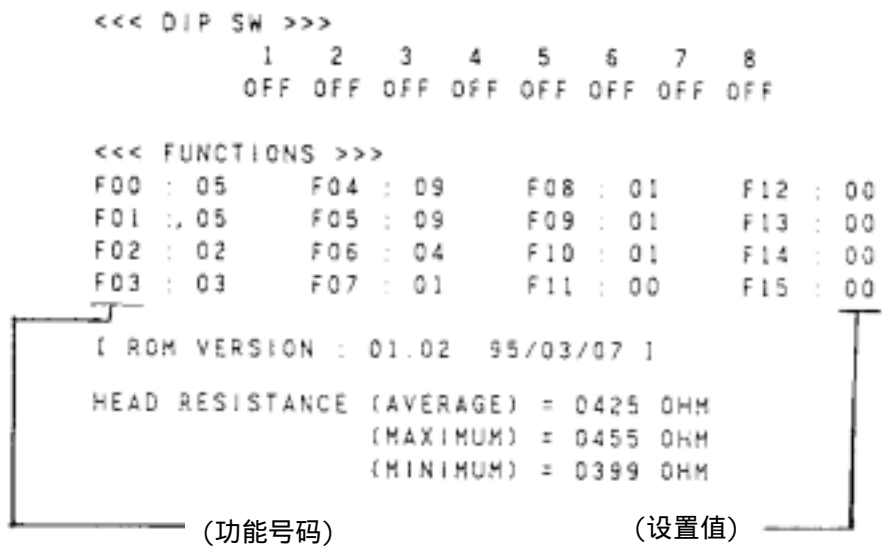 <<< DIP SW >>>
1 2 3 4 5 6 7 8
OFF OFF OFF OFF OFF OFF OFF OFF
<<< FUNCTIONS >>>
F00 : 05 F04 : 09 F08 : 01 F12 : 00
F01 :, 05 F05 : 09 F09 : 01 F13 : 00
F02 : 02 F06 : 04 F10 : 01 F14 : 00
F03 : 03 F07 : 01 F11 : 00 F15 : 00
[ ROM VERSION : 01.02 95/03/07 ]
HEAD RESISTANCE (AVERAGE) = 0425 OHM
(MAXIMUM) = 0455 OHM
(MINIMUM) = 0399 OHM
(功能号码) (设置值)